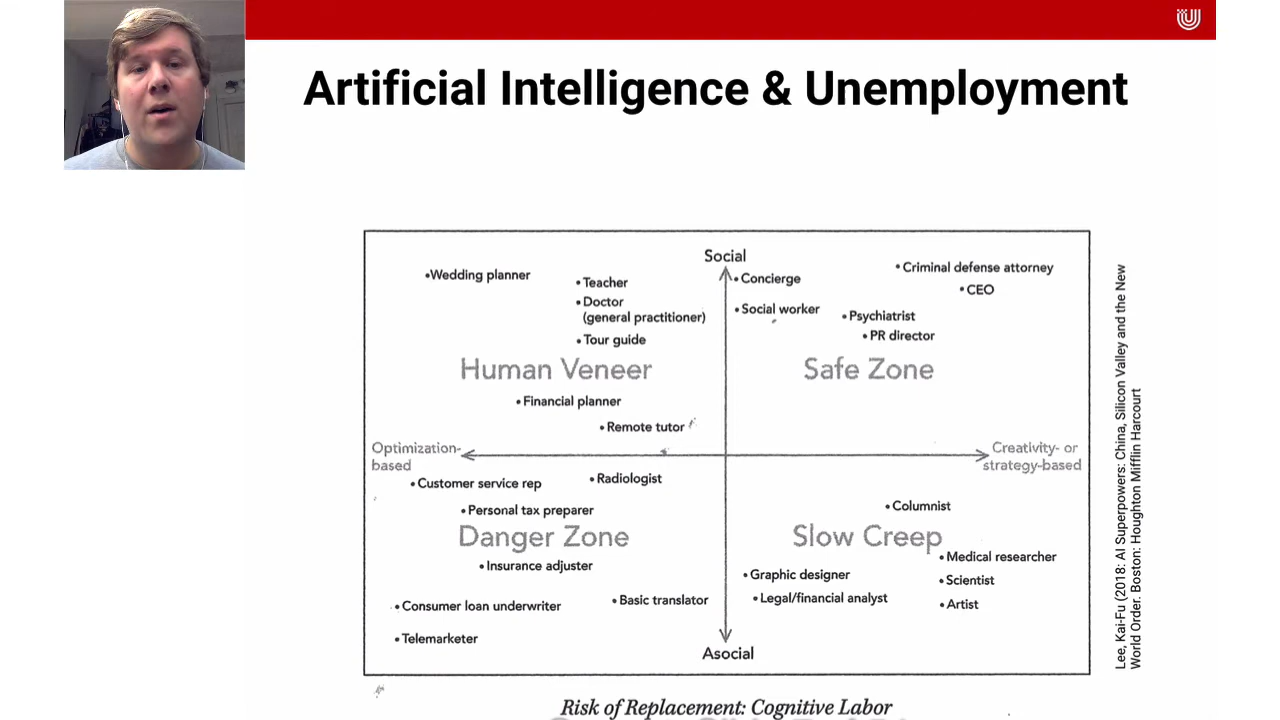 Artificial Intelligence & Unemployment
Social
•Wedding planner
• Teacher
• Doctor
(general practitioner)
• Tour guide
• Concierge
• Social worker
• Criminal defense attorney
• CEO
• Psychiatrist
• PR director
Human Veneer
Safe Zone
• Financial planner
• Remote tutor
Optimization-
based
Creativity- or
strategy-based
• Customer service rep
• Radiologist
• Personal tax preparer
Danger Zone
• Insurance adjuster
• Consumer loan underwriter
• Basic translator
• Telemarketer
• Columnist
Slow Creep
• Medical researcher
• Graphic designer
• Scientist
• Legal/financial analyst
• Artist
Asocial
Risk of Replacement: Cognitive Labor
Lee, Kai-Fu (2018: AI Superpowers: China, Silicon Valley and the New
World Order. Boston: Houghton Mifflin Harcourt